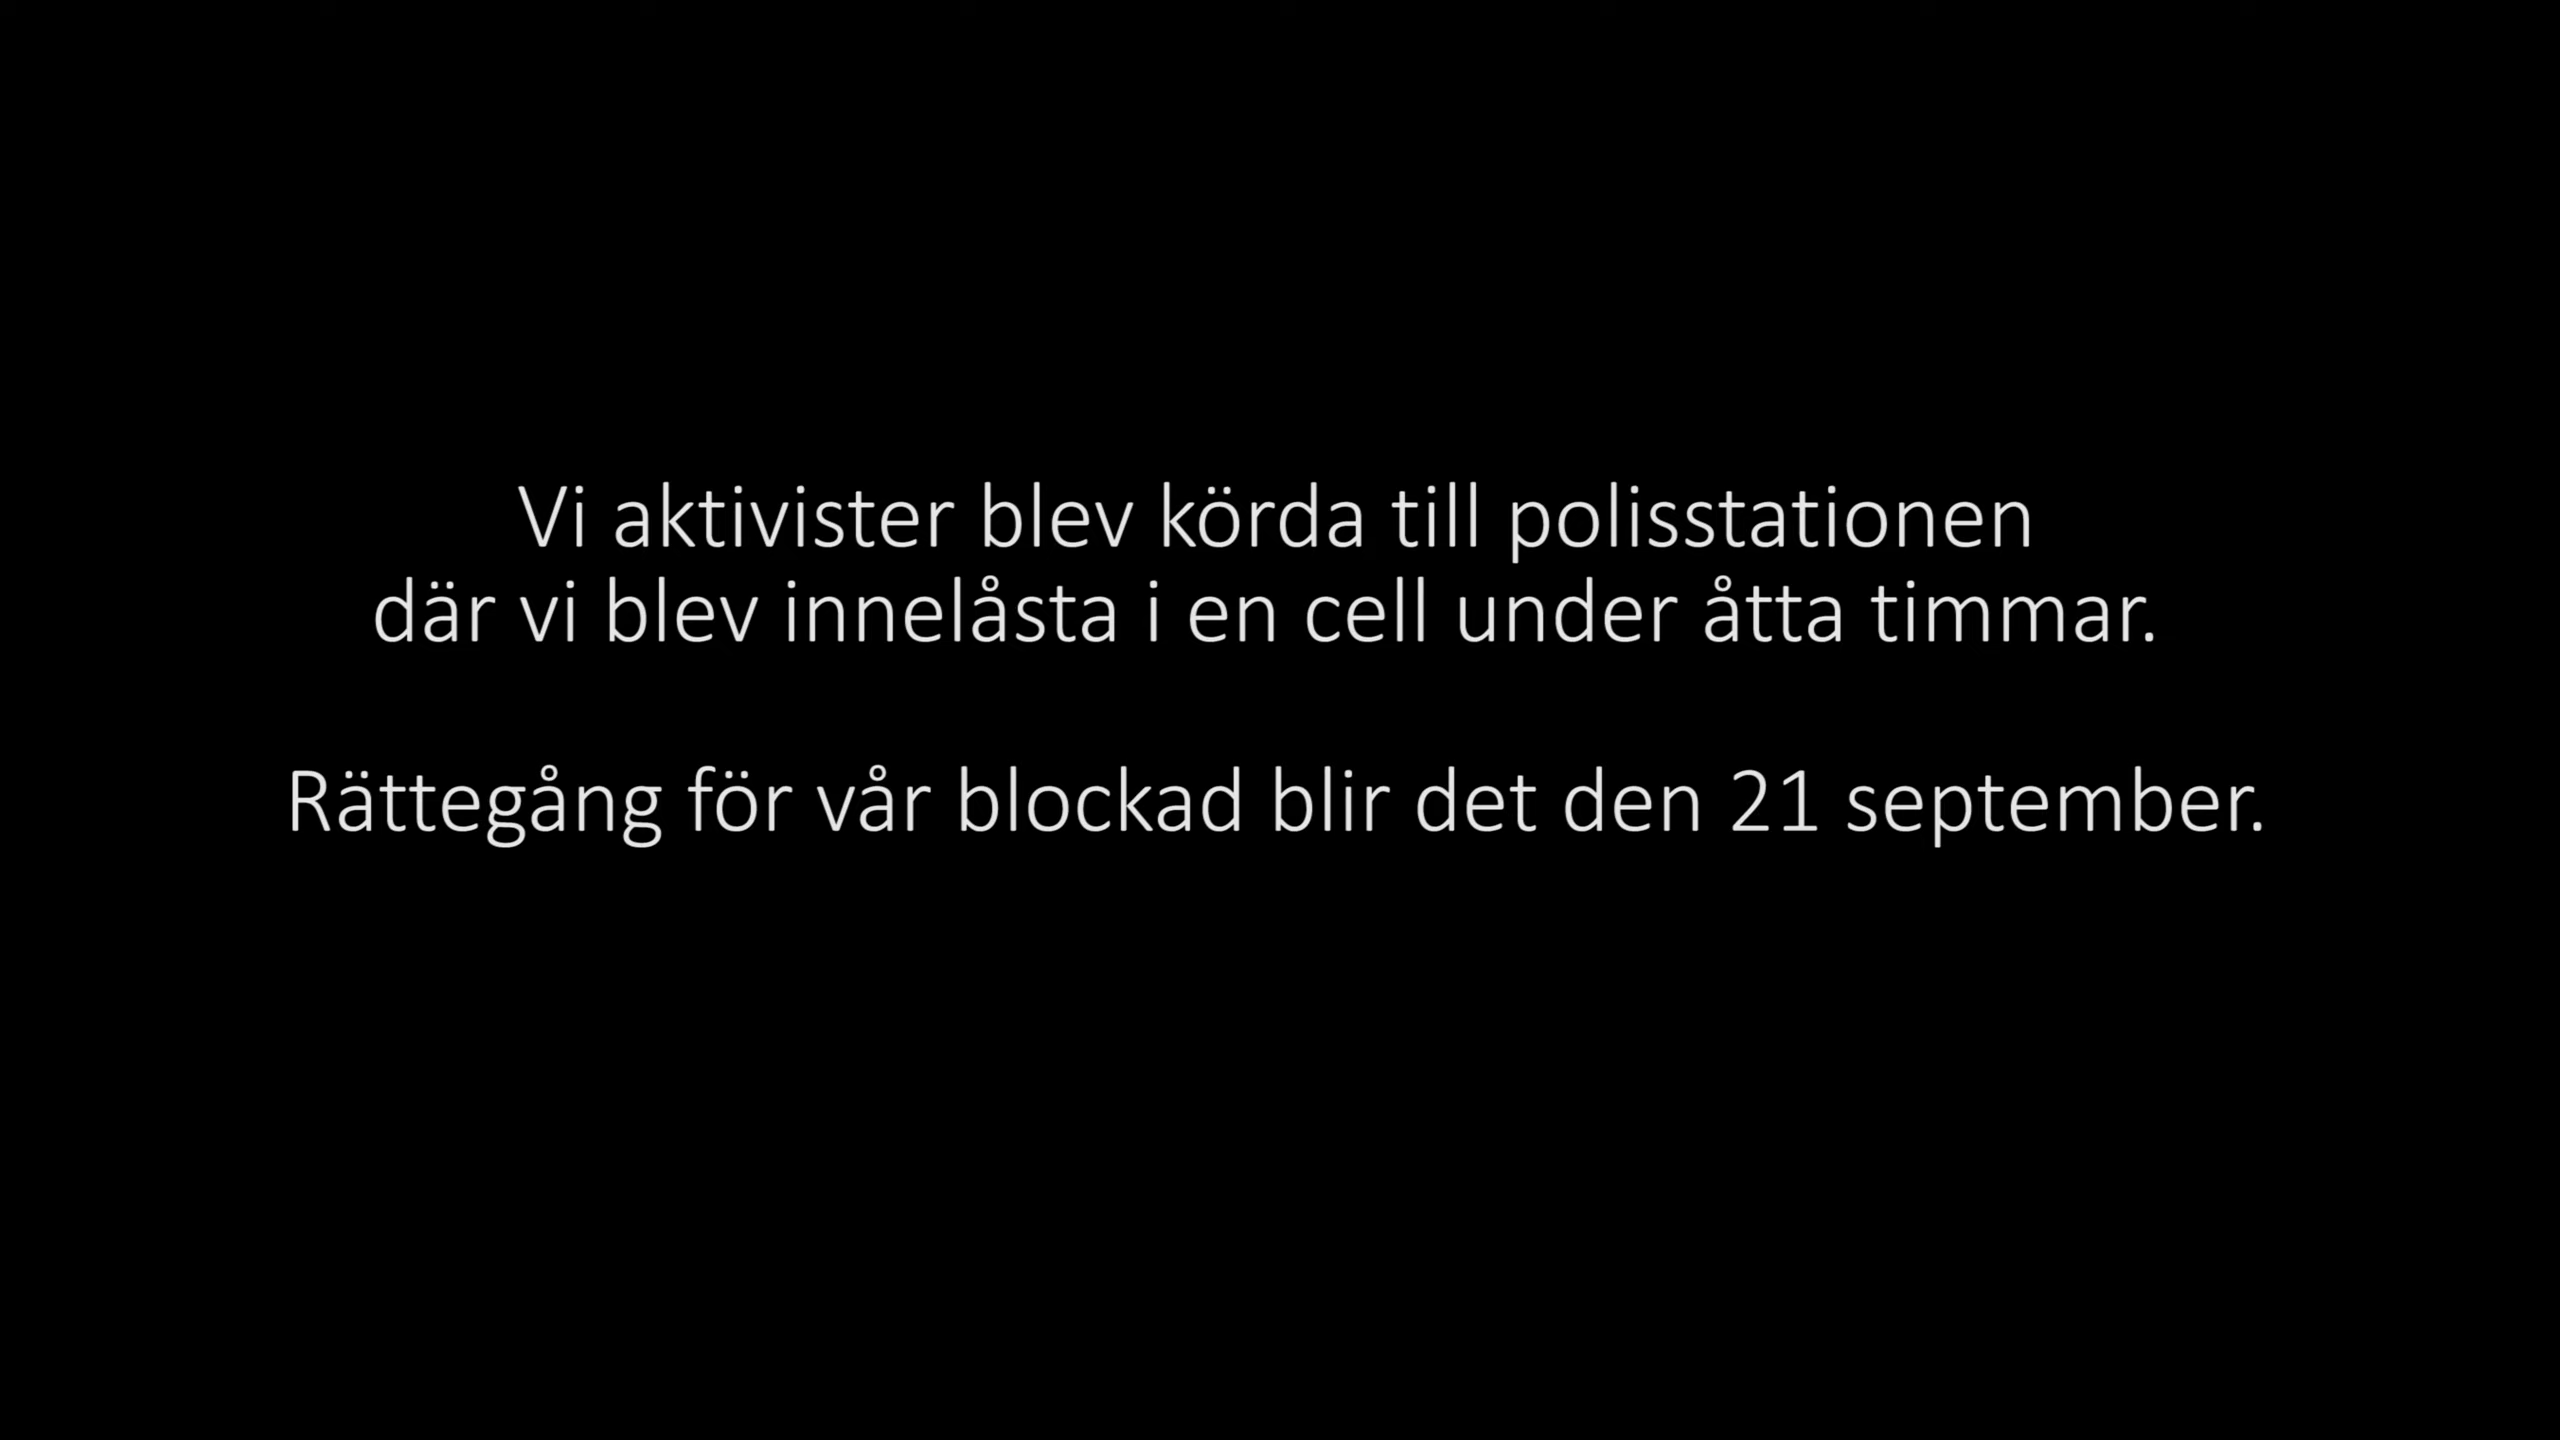 Vi aktivister blev körda till polisstationen
där vi blev innelåsta i en cell under åtta timmar.
Rättegång för vår blockad blir det den 21 september.